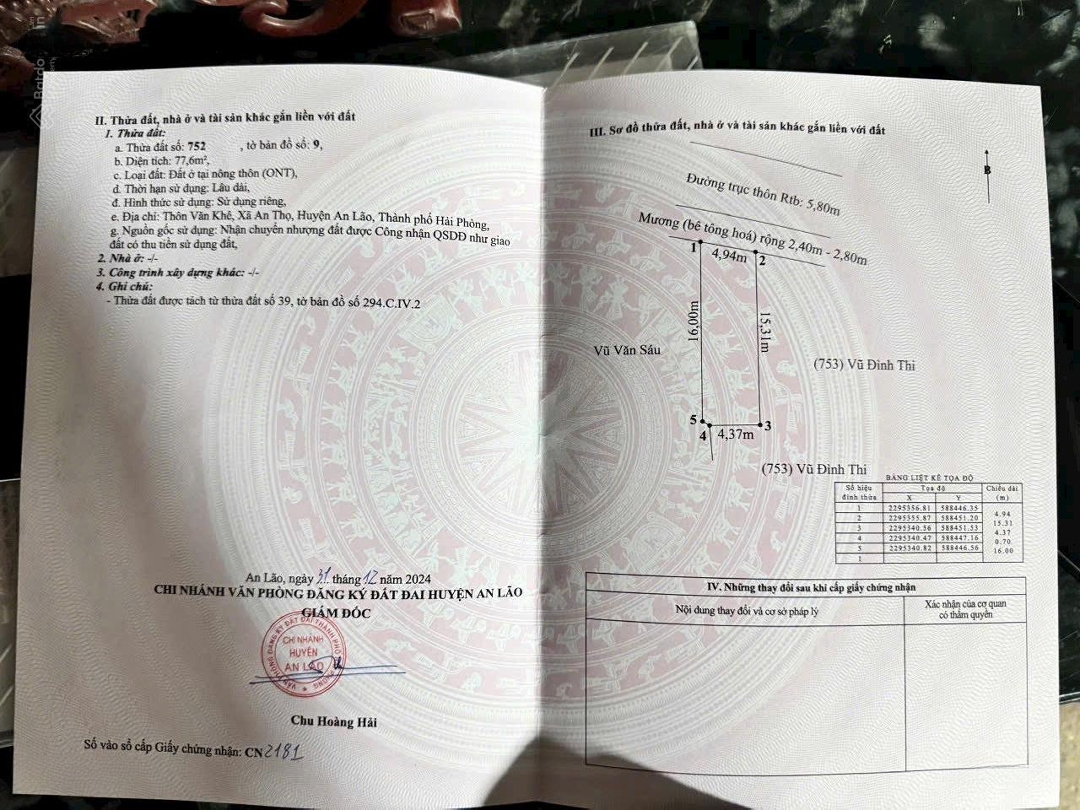 II. Thửa đất, nhà ở và tài sản khác gắn liền với đất
1. Thửa đất:
a. Thửa đất số: 752 , tờ bản đồ số: 9,
b. Diện tích: 77,6m²,
c. Loại đất: Đất ở tại nông thôn (ONT),
d. Thời hạn sử dụng: Lâu dài,
đ. Hình thức sử dụng: Sử dụng riêng,
e. Địa chỉ: Thôn Văn Khê, Xã An Thọ, Huyện An Lão, Thành phố Hải Phòng,
g. Nguồn gốc sử dụng: Nhận chuyển nhượng đất được Công nhận QSDĐ như giao
đất có thu tiền sử dụng đất,
2. Nhà ở: -/-
3. Công trình xây dựng khác: -/-
4. Ghi chú:
- Thửa đất được tách từ thửa đất số 39, tờ bản đồ số 294.C.IV.2
An Lão, ngày 31 tháng 12 năm 2024
CHI NHÁNH VĂN PHÒNG ĐĂNG KÝ ĐẤT ĐAI HUYỆN AN LÃO
GIÁM ĐỐC
CHI NHÁNH
HUYỆN
AN LÃO
Chu Hoàng Hải
Số vào sổ cấp Giấy chứng nhận: CN 2181
III. Sơ đồ thửa đất, nhà ở và tài sản khác gắn liền với đất
B
Đường trục thôn Rtb: 5,80m
Mương (bê tông hoá) rộng 2,40m - 2,80m
1 4,94m 2
16,00m
15,31m
Vũ Văn Sáu
(753) Vũ Đình Thi
5
4 4,37m 3
(753) Vũ Đình Thi
BẢNG LIỆT KÊ TỌA ĐỘ
Số hiệu đỉnh thửa Tọa độ Chiều dài (m)
X Y
1 2295356.81 588446.35
4.94
2 2295355.87 588451.20
15.31
3 2295340.56 588451.53
4.37
4 2295340.47 588447.16
0.70
5 2295340.82 588446.56
16.00
1
IV. Những thay đổi sau khi cấp giấy chứng nhận
Nội dung thay đổi và cơ sở pháp lý
Xác nhận của cơ quan
có thẩm quyền